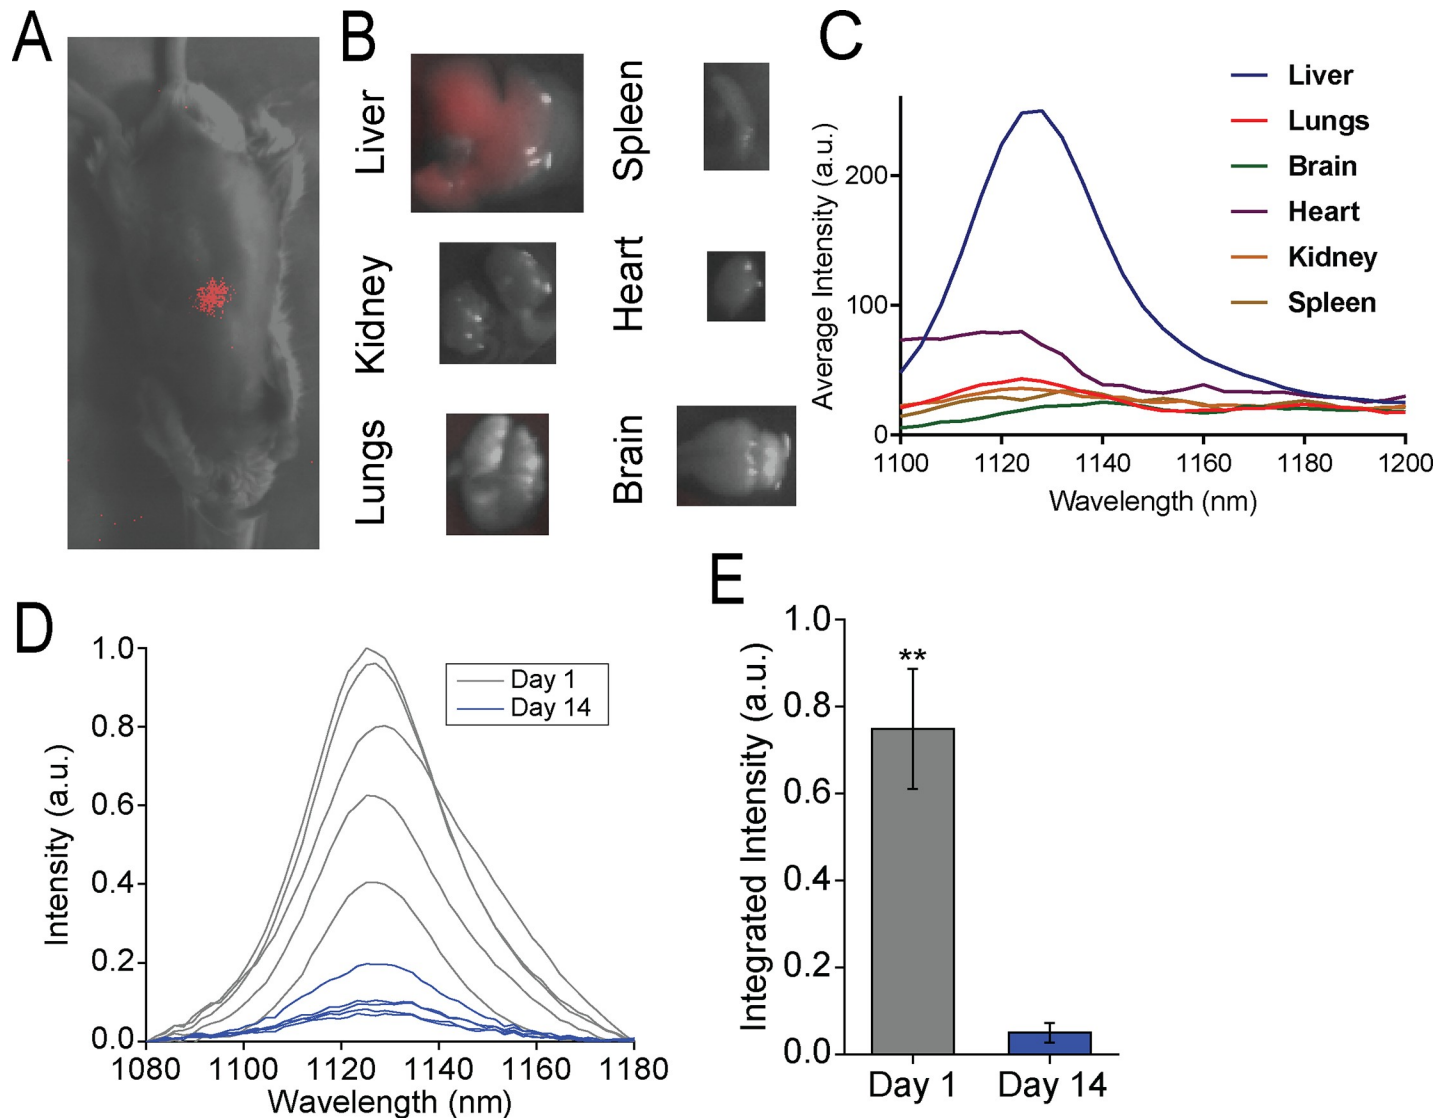 A
B
C
Liver
Spleen
Kidney
Heart
Lungs
Brain
Liver
Lungs
Brain
Heart
Kidney
Spleen
Average Intensity (a.u.)
200
100
0
1100
1120
1140
1160
1180
1200
Wavelength (nm)
D
Intensity (a.u.)
1.0
0.8
0.6
0.4
0.2
0.0
Day 1
Day 14
1080
1100
1120
1140
1160
1180
Wavelength (nm)
E
Integrated Intensity (a.u.)
1.0
0.8
0.6
0.4
0.2
0.0
**
Day 1
Day 14